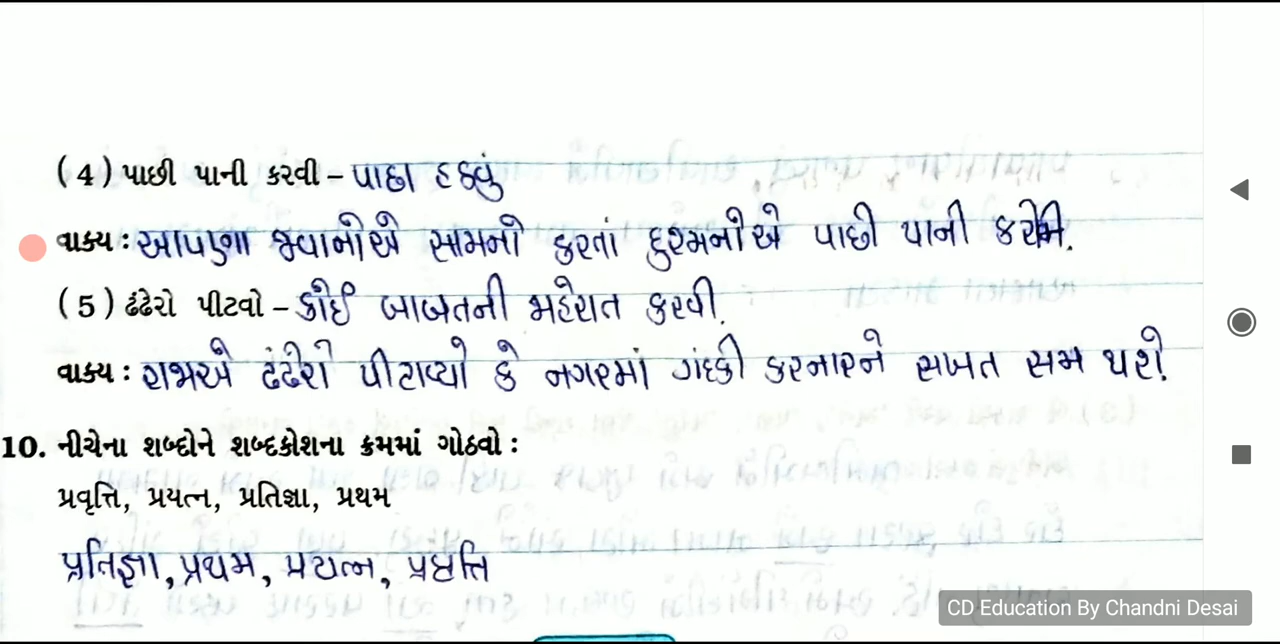 (4) પાછી પાની કરવી – પાછા હઠવું
વાક્ય : આપણા જવાનોએ સામનો કરતાં દુશ્મનોએ પાછી પાની કરી.
(5) ઢંઢેરો પીટવો – કોઈ બાબતની જાહેરાત કરવી.
વાક્ય : રાજાએ ઢંઢેરો પીટાવ્યો કે નગરમાં ગંદકી કરનારને સખત સજા થશે.
10. નીચેના શબ્દોને શબ્દકોશના ક્રમમાં ગોઠવો :
પ્રવૃત્તિ, પ્રયત્ન, પ્રતિજ્ઞા, પ્રથમ
પ્રતિજ્ઞા, પ્રથમ, પ્રયત્ન, પ્રવૃત્તિ
CD Education By Chandni Desai